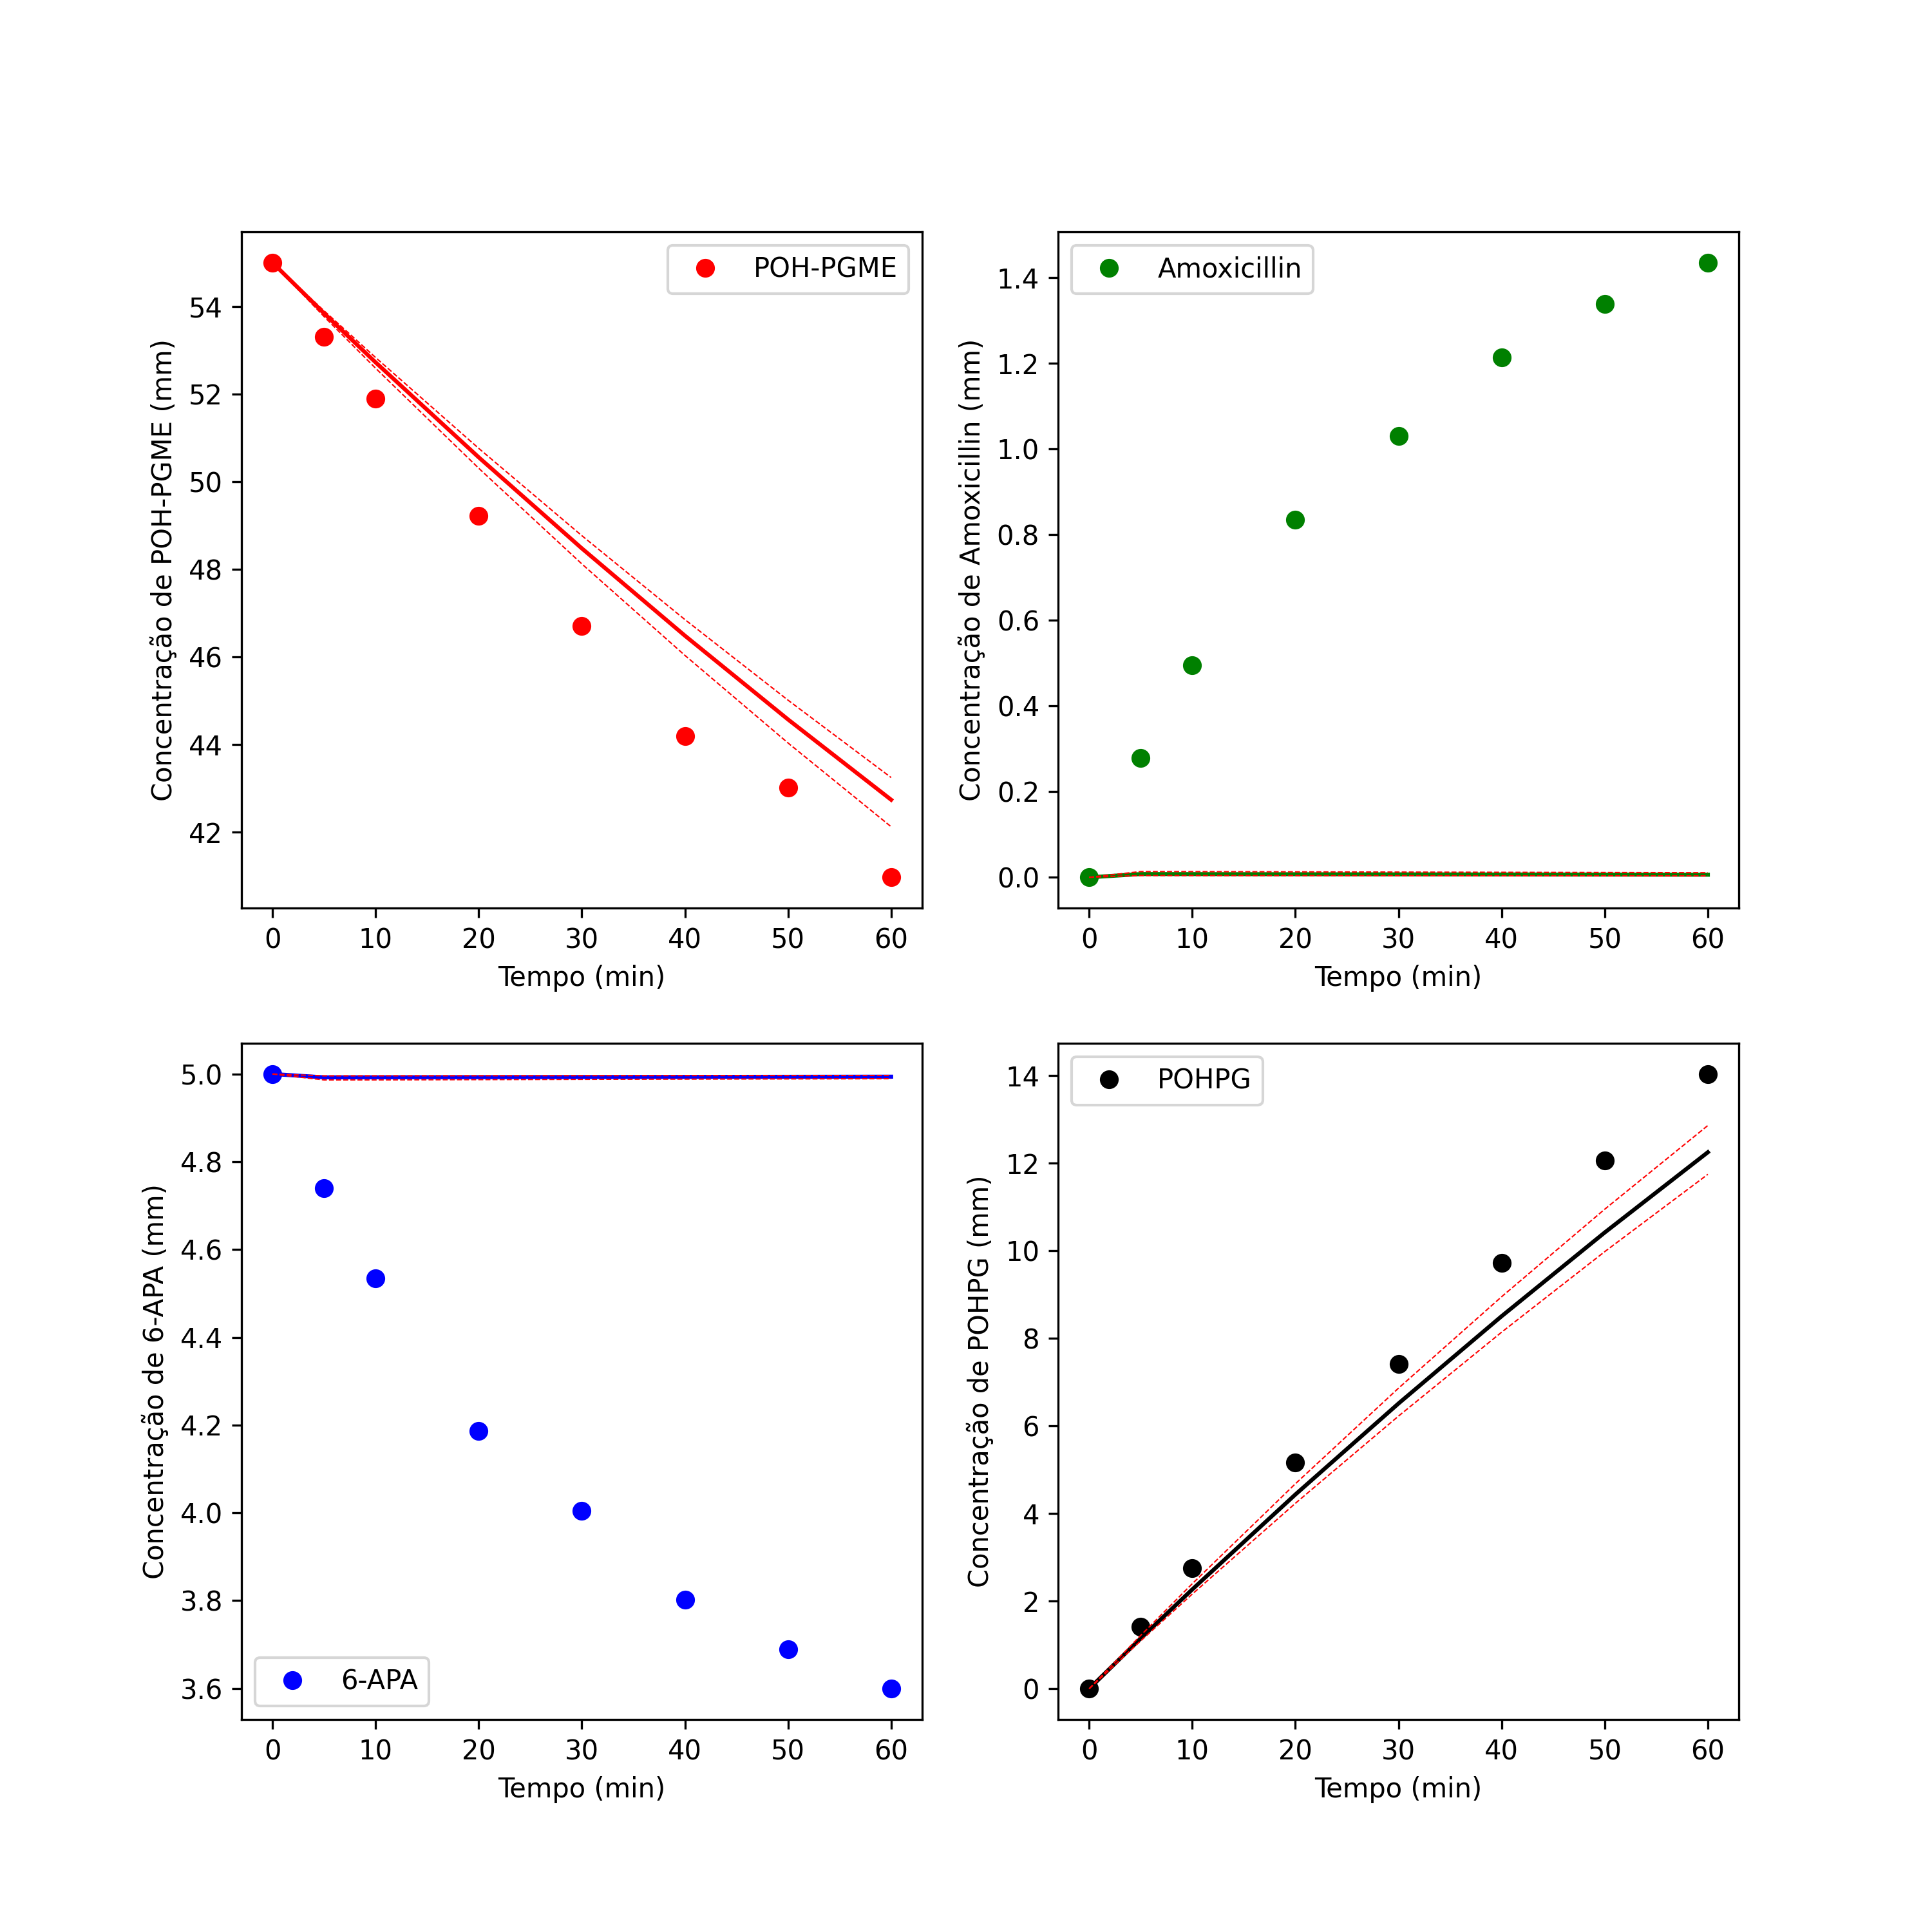 POH-PGME
Concentração de POH-PGME (mm)
54
52
50
48
46
44
42
0 10 20 30 40 50 60
Tempo (min)
Amoxicillin
Concentração de Amoxicillin (mm)
1.4
1.2
1.0
0.8
0.6
0.4
0.2
0.0
0 10 20 30 40 50 60
Tempo (min)
6-APA
Concentração de 6-APA (mm)
5.0
4.8
4.6
4.4
4.2
4.0
3.8
3.6
0 10 20 30 40 50 60
Tempo (min)
POHPG
Concentração de POHPG (mm)
14
12
10
8
6
4
2
0
0 10 20 30 40 50 60
Tempo (min)